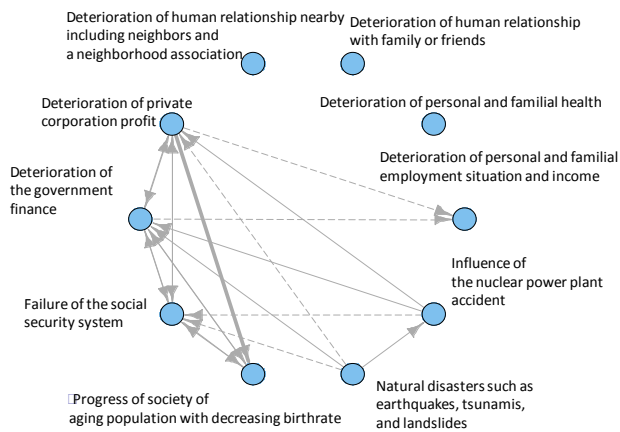 Deterioration of human relationship nearby
including neighbors and
a neighborhood association
Deterioration of human relationship
with family or friends
Deterioration of private
corporation profit
Deterioration of personal and familial health
Deterioration of
the government
finance
Deterioration of personal and familial
employment situation and income
Failure of the social
security system
Influence of
the nuclear power plant
accident
Progress of society of
aging population with decreasing birthrate
Natural disasters such as
earthquakes, tsunamis,
and landslides